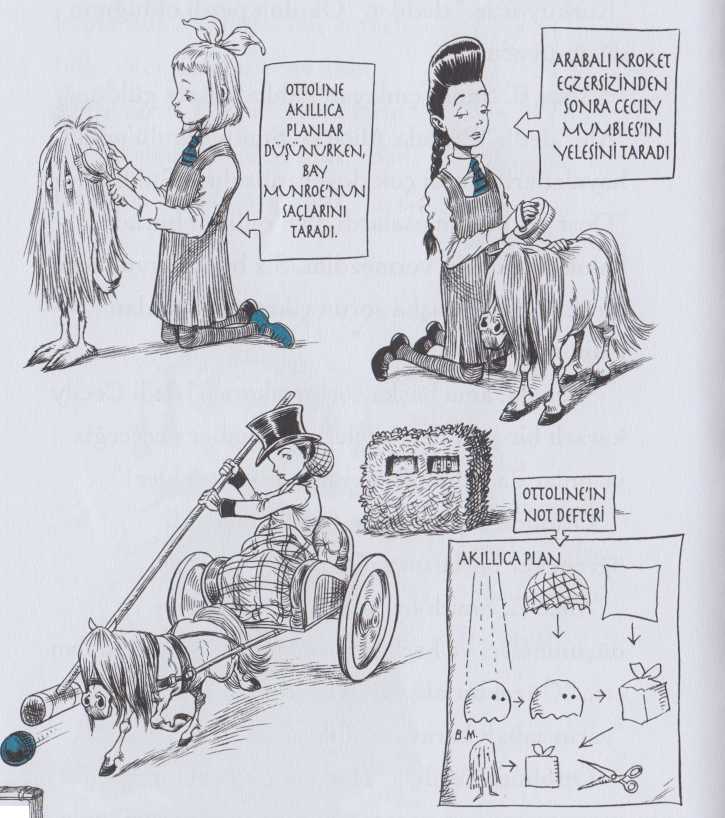 OTTOLINE
AKILLICA
PLANLAR
DÜŞÜNÜRKEN,
BAY
MUNROE'NUN
SAÇLARINI
TARADI.
ARABALI KROKET
EGZERSİZİNDEN
SONRA CECILY
MUMBLES'IN
YELESİNİ TARADI
OTTOLINE'IN
NOT DEFTERİ
AKILLICA PLAN
B.M.